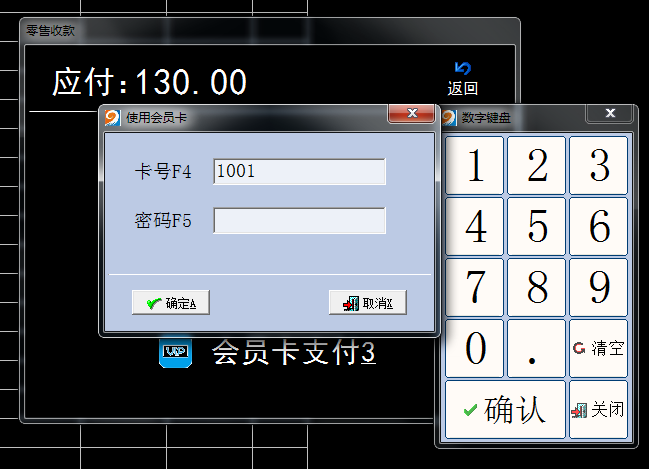 零售收款
应付:130.00
返回
使用会员卡
卡号F4 1001
密码F5
确定A
取消X
会员卡支付3
数字键盘
1 2 3
4 5 6
7 8 9
0 . 清空
确认 关闭